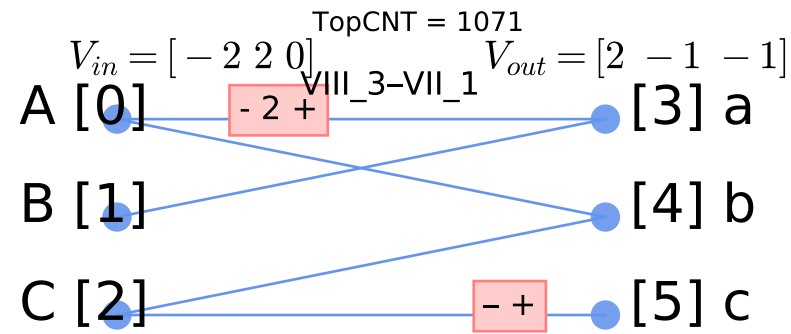 TopCNT = 1071
V_in = [ − 2 2 0] V_out = [2 − 1 − 1]
VIII_3–VII_1
A [0] - 2 + [3] a
B [1] [4] b
C [2] – + [5] c